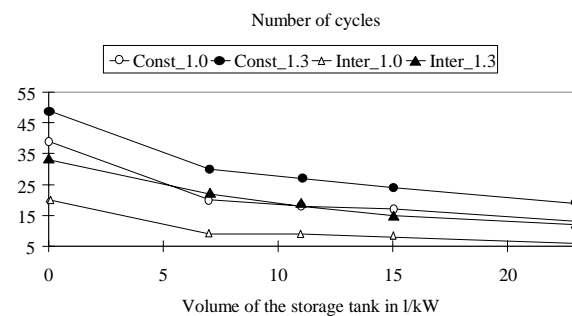 Number of cycles
Const_1.0 Const_1.3 Inter_1.0 Inter_1.3
55
45
35
25
15
5
0 5 10 15 20
Volume of the storage tank in l/kW